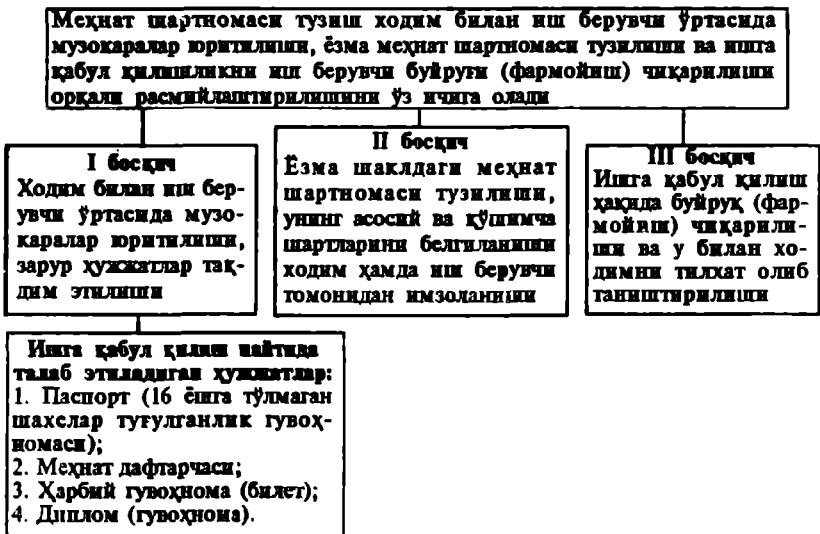 Меҳнат шартномаси тузиш ходим билан иш берувчи ўртасида
музокаралар юритилиши, ёзма меҳнат шартномаси тузилиши ва ишга
қабул қилишликни иш берувчи буйруғи (фармойиш) чиқарилиши
орқали расмийлаштирилишини ўз ичига олади
I босқич
Ходим билан иш бер-
увчи ўртасида музо-
каралар юритилиши,
зарур ҳужжатлар тақ-
дим этилиши
II босқич
Ёзма шаклдаги меҳнат
шартномаси тузилиши,
унинг асосий ва қўшимча
шартларини белгиланиши
ходим ҳамда иш берувчи
томонидан имзоланиши
III босқич
Ишга қабул қилиш
ҳақида буйруқ (фар-
мойиш) чиқарили-
ши ва у билан хо-
димни тилхат олиб
таништирилиши
Ишга қабул қилиш пайтида
талаб этиладиган ҳужжатлар:
1. Паспорт (16 ёшга тўлмаган
шахслар туғулганлик гувоҳ-
номаси);
2. Меҳнат дафтарчаси;
3. Ҳарбий гувоҳнома (билет);
4. Диплом (гувоҳнома).